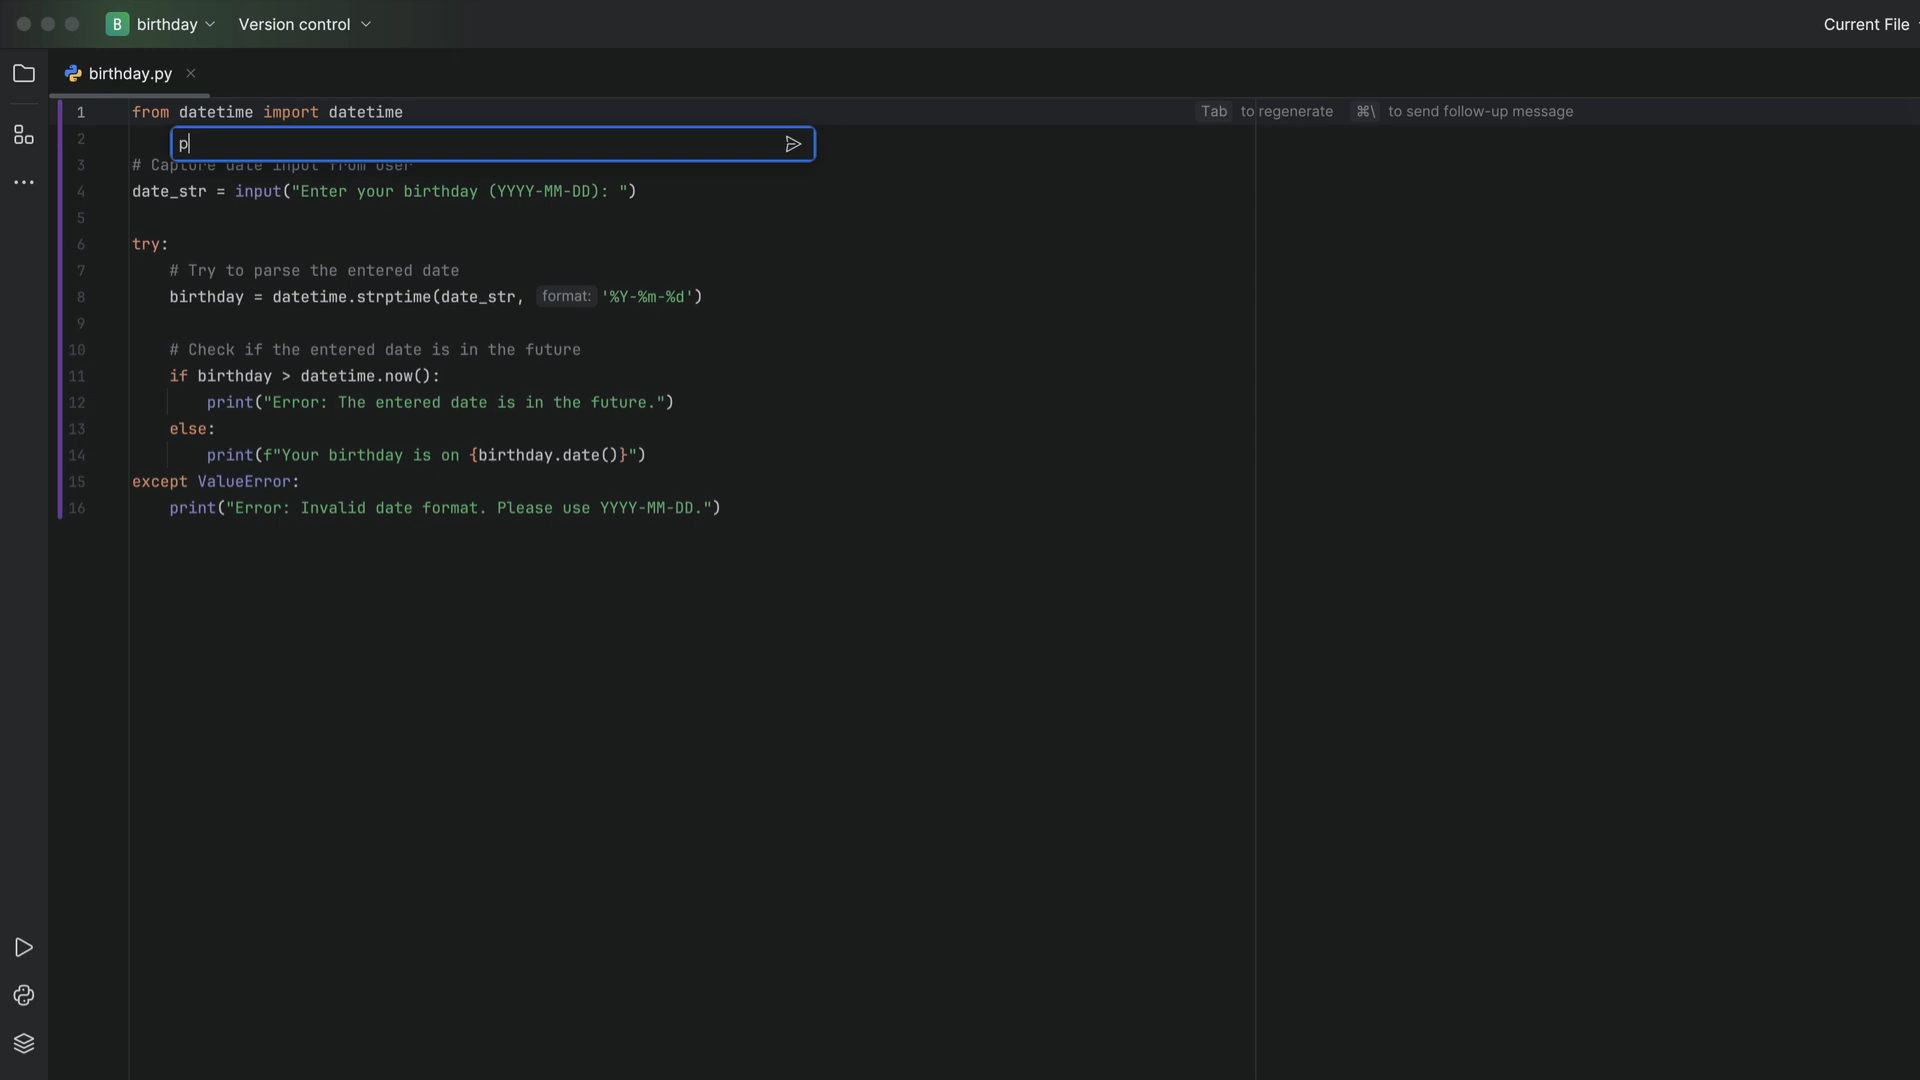 B birthday Version control Current File
birthday.py
1 from datetime import datetime Tab to regenerate ⌘\ to send follow-up message
2 p
3 # Capture date input from user
4 date_str = input("Enter your birthday (YYYY-MM-DD): ")
5
6 try:
7 # Try to parse the entered date
8 birthday = datetime.strptime(date_str, format: '%Y-%m-%d')
9
10 # Check if the entered date is in the future
11 if birthday > datetime.now():
12 print("Error: The entered date is in the future.")
13 else:
14 print(f"Your birthday is on {birthday.date()}")
15 except ValueError:
16 print("Error: Invalid date format. Please use YYYY-MM-DD.")